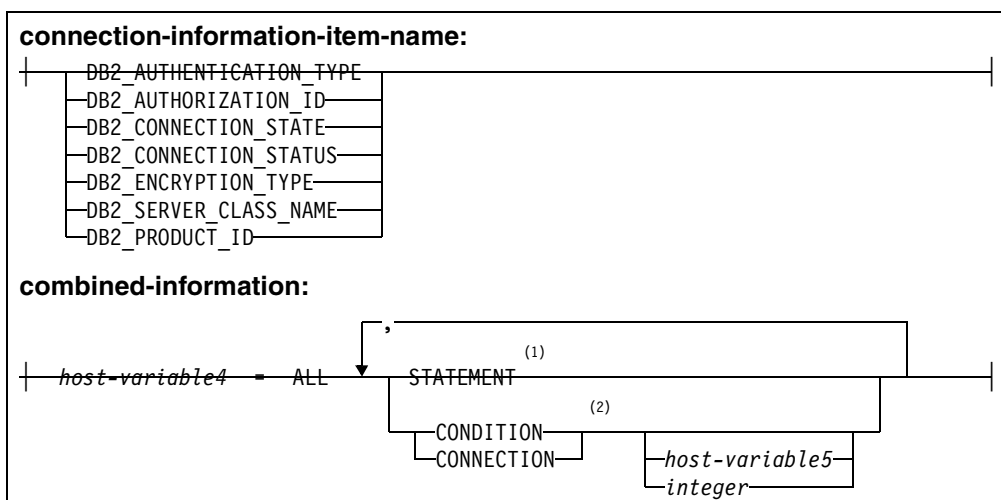 connection-information-item-name:
DB2_AUTHENTICATION_TYPE
DB2_AUTHORIZATION_ID
DB2_CONNECTION_STATE
DB2_CONNECTION_STATUS
DB2_ENCRYPTION_TYPE
DB2_SERVER_CLASS_NAME
DB2_PRODUCT_ID
combined-information:
,
(1)
host-variable4 = ALL STATEMENT
(2)
CONDITION
CONNECTION host-variable5
integer